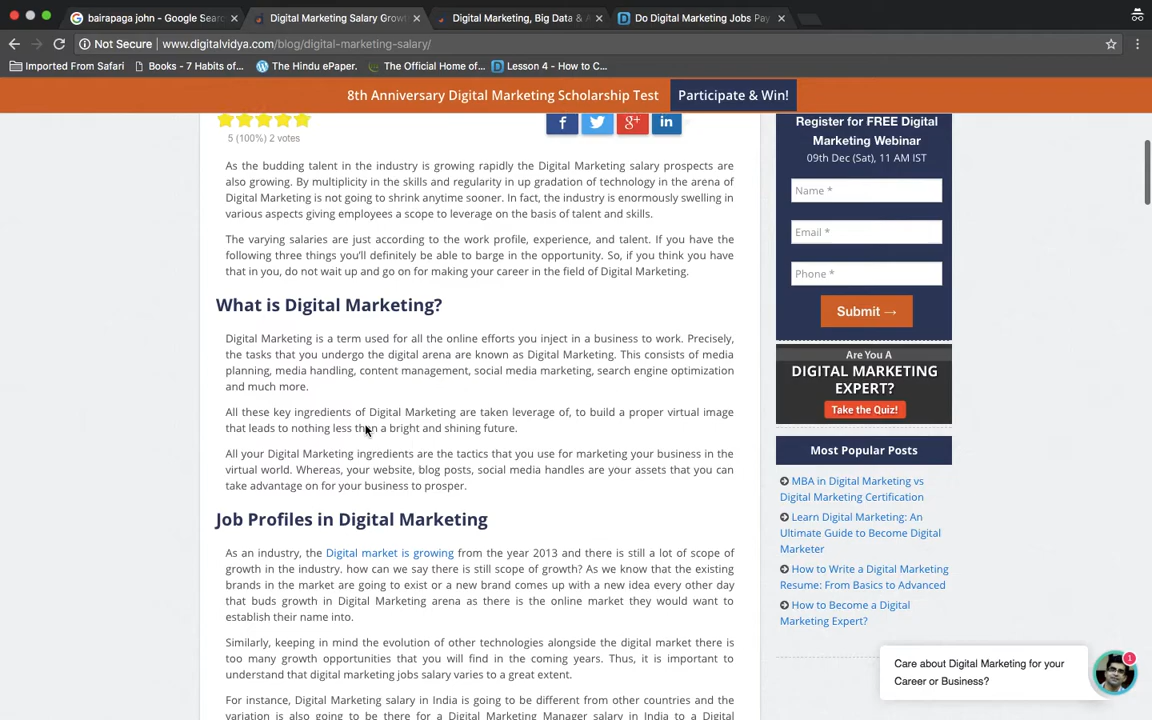 bairapaga john - Google Sear
Digital Marketing Salary Grow
Digital Marketing, Big Data &
Do Digital Marketing Jobs Pay
Not Secure www.digitalvidya.com/blog/digital-marketing-salary/
Imported From Safari
Books - 7 Habits of...
The Hindu ePaper.
The Official Home of...
Lesson 4 - How to C...
8th Anniversary Digital Marketing Scholarship Test
Participate & Win!
5 (100%) 2 votes
f
g+
in
As the budding talent in the industry is growing rapidly the Digital Marketing salary prospects are
also growing. By multiplicity in the skills and regularity in up gradation of technology in the arena of
Digital Marketing is not going to shrink anytime sooner. In fact, the industry is enormously swelling in
various aspects giving employees a scope to leverage on the basis of talent and skills.
The varying salaries are just according to the work profile, experience, and talent. If you have the
following three things you'll definitely be able to barge in the opportunity. So, if you think you have
that in you, do not wait up and go on for making your career in the field of Digital Marketing.
What is Digital Marketing?
Digital Marketing is a term used for all the online efforts you inject in a business to work. Precisely,
the tasks that you undergo the digital arena are known as Digital Marketing. This consists of media
planning, media handling, content management, social media marketing, search engine optimization
and much more.
All these key ingredients of Digital Marketing are taken leverage of, to build a proper virtual image
that leads to nothing less than a bright and shining future.
All your Digital Marketing ingredients are the tactics that you use for marketing your business in the
virtual world. Whereas, your website, blog posts, social media handles are your assets that you can
take advantage on for your business to prosper.
Job Profiles in Digital Marketing
As an industry, the Digital market is growing from the year 2013 and there is still a lot of scope of
growth in the industry. how can we say there is still scope of growth? As we know that the existing
brands in the market are going to exist or a new brand comes up with a new idea every other day
that buds growth in Digital Marketing arena as there is the online market they would want to
establish their name into.
Similarly, keeping in mind the evolution of other technologies alongside the digital market there is
too many growth opportunities that you will find in the coming years. Thus, it is important to
understand that digital marketing jobs salary varies to a great extent.
For instance, Digital Marketing salary in India is going to be different from other countries and the
variation is also going to be there for a Digital Marketing Manager salary in India to a Digital
Register for FREE Digital
Marketing Webinar
09th Dec (Sat), 11 AM IST
Name *
Email *
Phone *
Submit →
Are You A
DIGITAL MARKETING
EXPERT?
Take the Quiz!
Most Popular Posts
MBA in Digital Marketing vs
Digital Marketing Certification
Learn Digital Marketing: An
Ultimate Guide to Become Digital
Marketer
How to Write a Digital Marketing
Resume: From Basics to Advanced
How to Become a Digital
Marketing Expert?
Care about Digital Marketing for your
Career or Business?
1